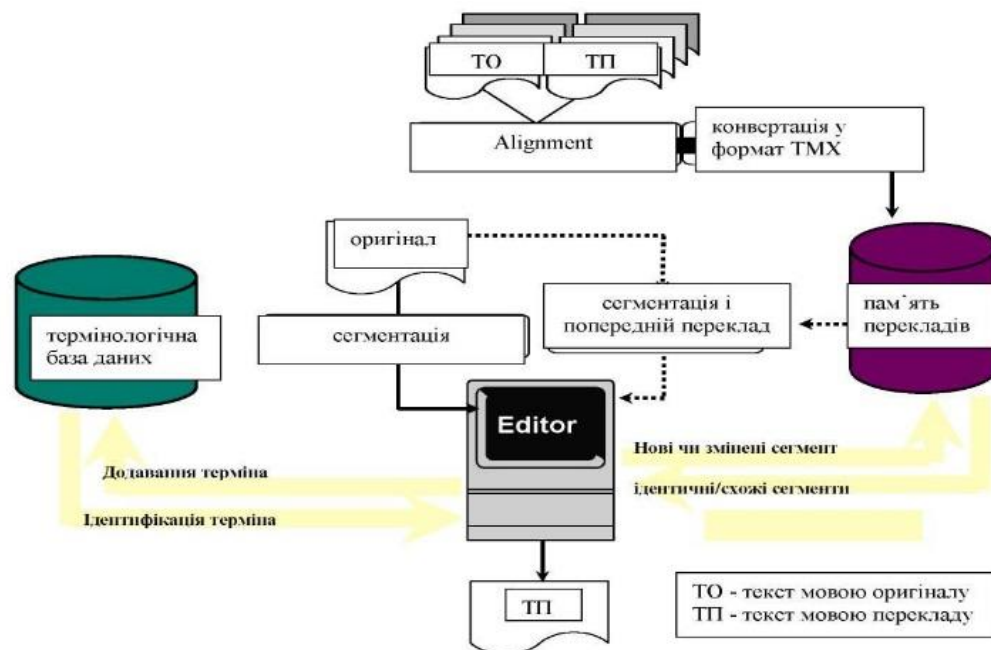 ТО ТП
Alignment
конвертація у
формат ТМХ
оригінал
сегментація
сегментація і
попередній переклад
пам`ять
перекладів
термінологічна
база даних
Editor
Нові чи змінені сегмент
Додавання терміна
ідентичні/схожі сегменти
Ідентифікація терміна
ТП
ТО - текст мовою оригіналу
ТП - текст мовою перекладу